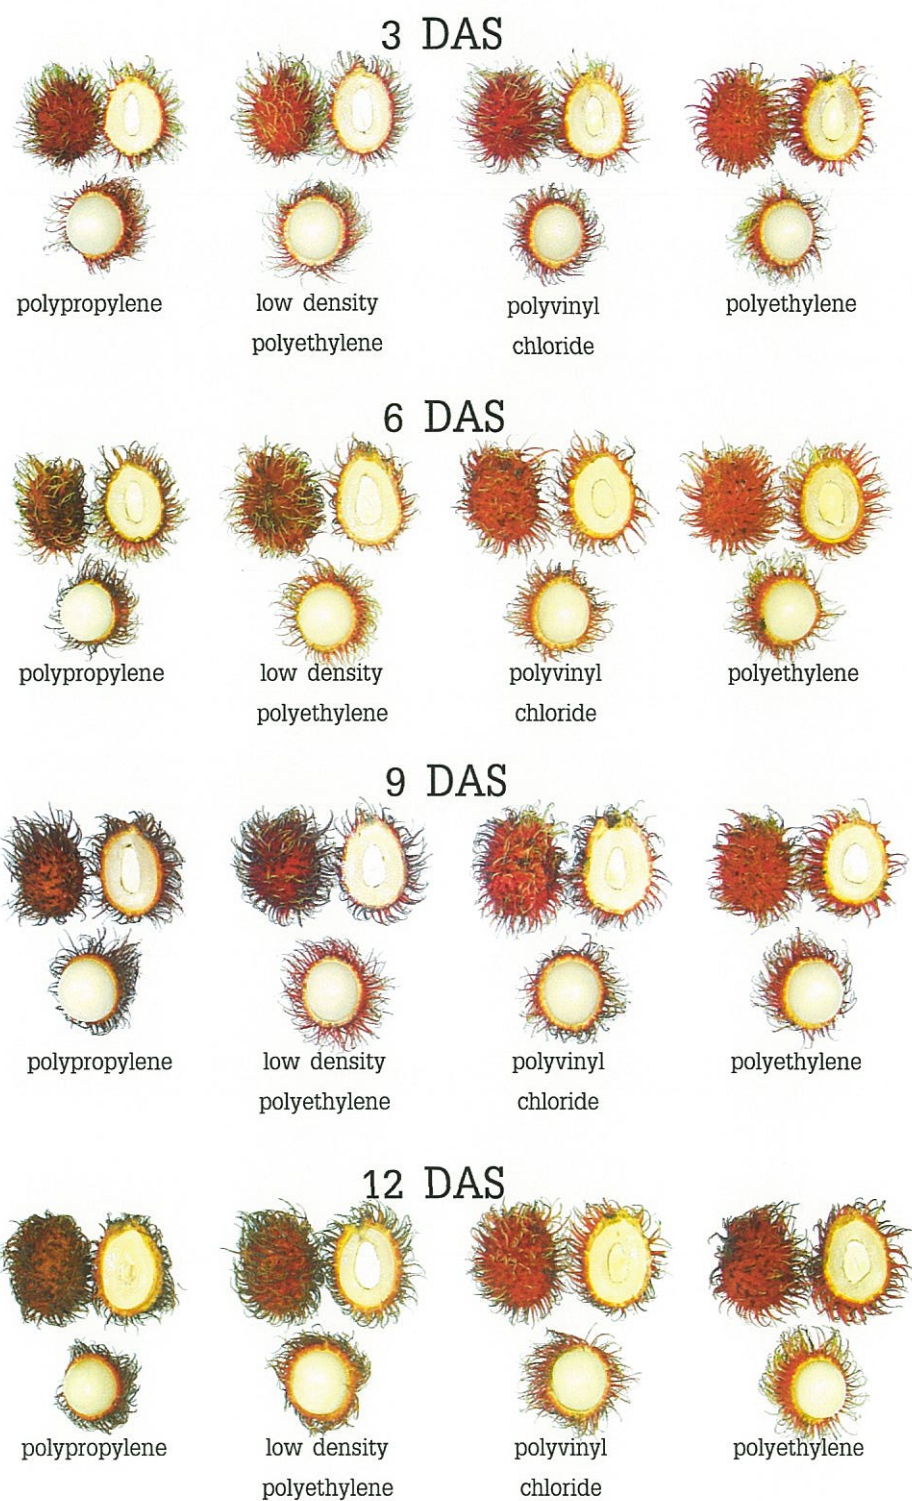 3 DAS
polypropylene
low density
polyethylene
polyvinyl
chloride
polyethylene
6 DAS
polypropylene
low density
polyethylene
polyvinyl
chloride
polyethylene
9 DAS
polypropylene
low density
polyethylene
polyvinyl
chloride
polyethylene
12 DAS
polypropylene
low density
polyethylene
polyvinyl
chloride
polyethylene